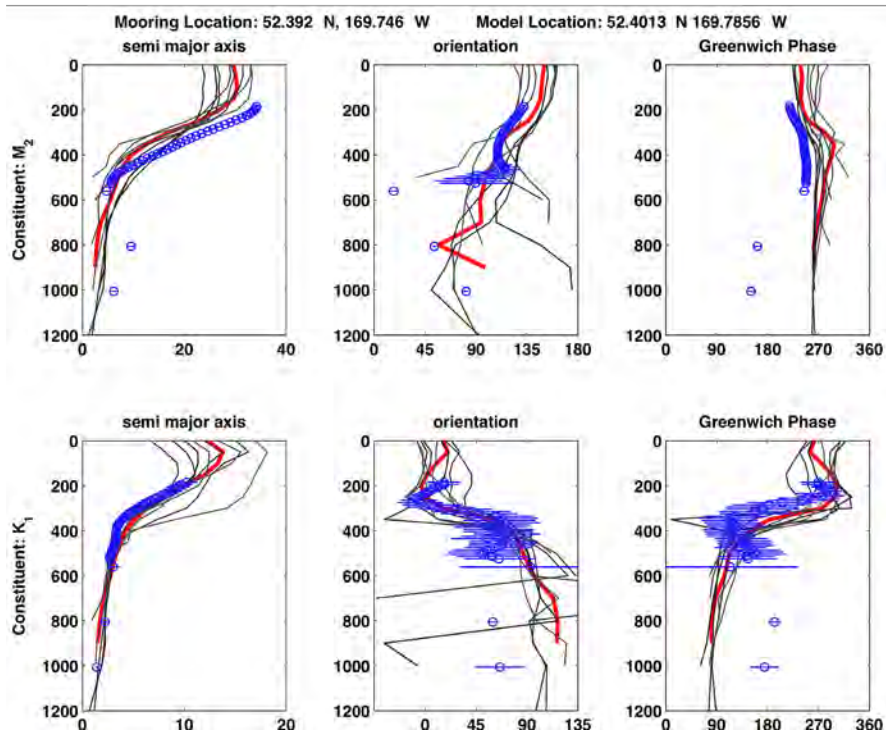 Mooring Location: 52.392 N, 169.746 W Model Location: 52.4013 N 169.7856 W
semi major axis orientation Greenwich Phase
Constituent: M2
0 0 0
200 200 200
400 400 400
600 600 600
800 800 800
1000 1000 1000
1200 1200 1200
0 20 40 0 45 90 135 180 0 90 180 270 360
semi major axis orientation Greenwich Phase
Constituent: K1
0 0 0
200 200 200
400 400 400
600 600 600
800 800 800
1000 1000 1000
1200 1200 1200
0 10 20 0 45 90 135 0 90 180 270 360